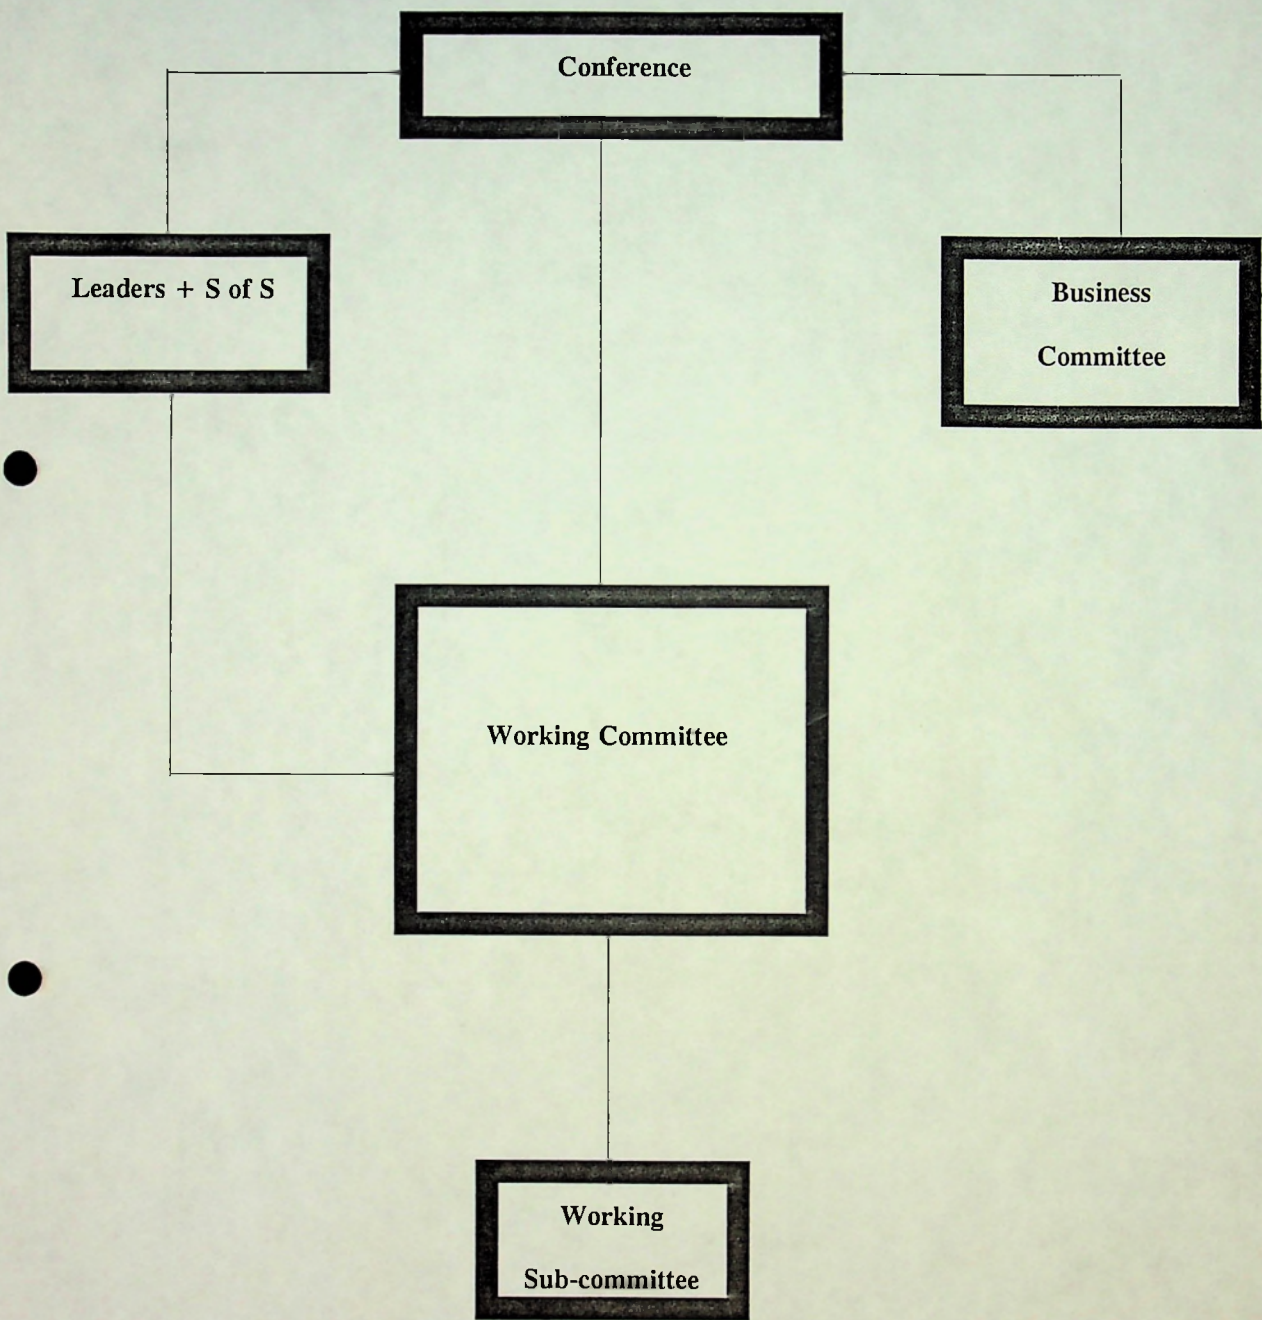 Conference
Leaders + S of S
Business
Committee
Working Committee
Working
Sub-committee